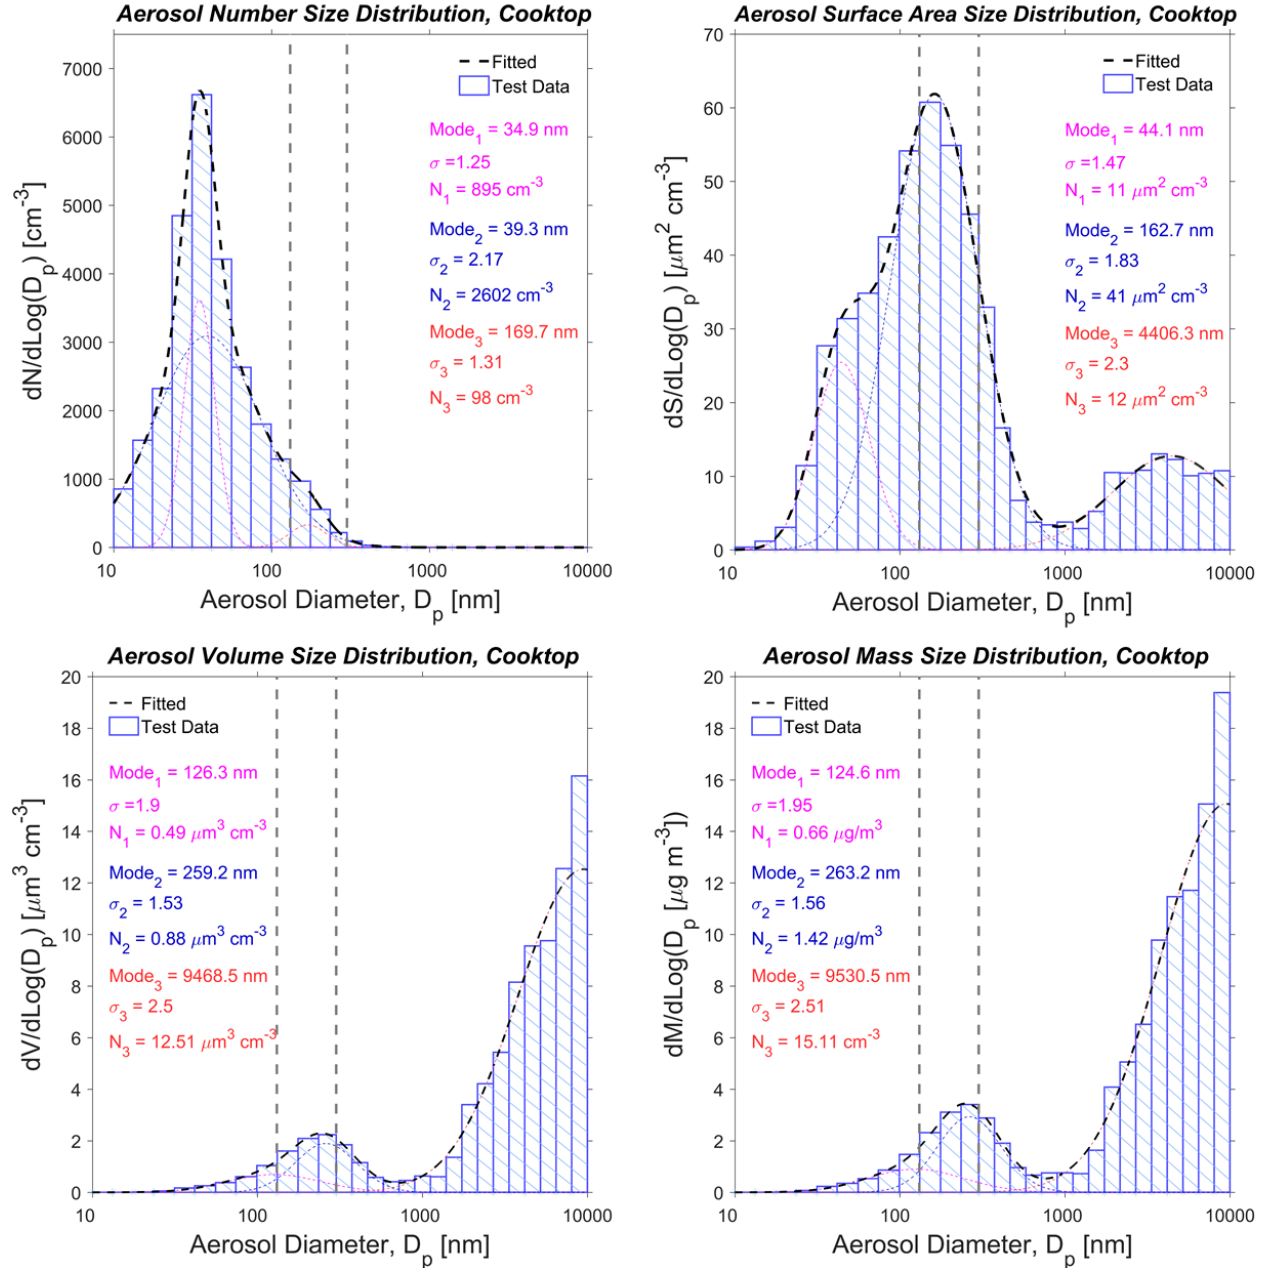 Aerosol Number Size Distribution, Cooktop
dN/dLog(Dp) [cm-3]
7000
6000
5000
4000
3000
2000
1000
0
Fitted
Test Data
Mode1 = 34.9 nm
σ =1.25
N1 = 895 cm-3
Mode2 = 39.3 nm
σ2 = 2.17
N2 = 2602 cm-3
Mode3 = 169.7 nm
σ3 = 1.31
N3 = 98 cm-3
10 100 1000 10000
Aerosol Diameter, Dp [nm]
Aerosol Surface Area Size Distribution, Cooktop
dS/dLog(Dp) [μm2 cm-3]
70
60
50
40
30
20
10
0
Fitted
Test Data
Mode1 = 44.1 nm
σ =1.47
N1 = 11 μm2 cm-3
Mode2 = 162.7 nm
σ2 = 1.83
N2 = 41 μm2 cm-3
Mode3 = 4406.3 nm
σ3 = 2.3
N3 = 12 μm2 cm-3
10 100 1000 10000
Aerosol Diameter, Dp [nm]
Aerosol Volume Size Distribution, Cooktop
dV/dLog(Dp) [μm3 cm-3]
20
18
16
14
12
10
8
6
4
2
0
Fitted
Test Data
Mode1 = 126.3 nm
σ =1.9
N1 = 0.49 μm3 cm-3
Mode2 = 259.2 nm
σ2 = 1.53
N2 = 0.88 μm3 cm-3
Mode3 = 9468.5 nm
σ3 = 2.5
N3 = 12.51 μm3 cm-3
10 100 1000 10000
Aerosol Diameter, Dp [nm]
Aerosol Mass Size Distribution, Cooktop
dM/dLog(Dp [μg m-3])
20
18
16
14
12
10
8
6
4
2
0
Fitted
Test Data
Mode1 = 124.6 nm
σ =1.95
N1 = 0.66 μg/m3
Mode2 = 263.2 nm
σ2 = 1.56
N2 = 1.42 μg/m3
Mode3 = 9530.5 nm
σ3 = 2.51
N3 = 15.11 cm-3
10 100 1000 10000
Aerosol Diameter, Dp [nm]